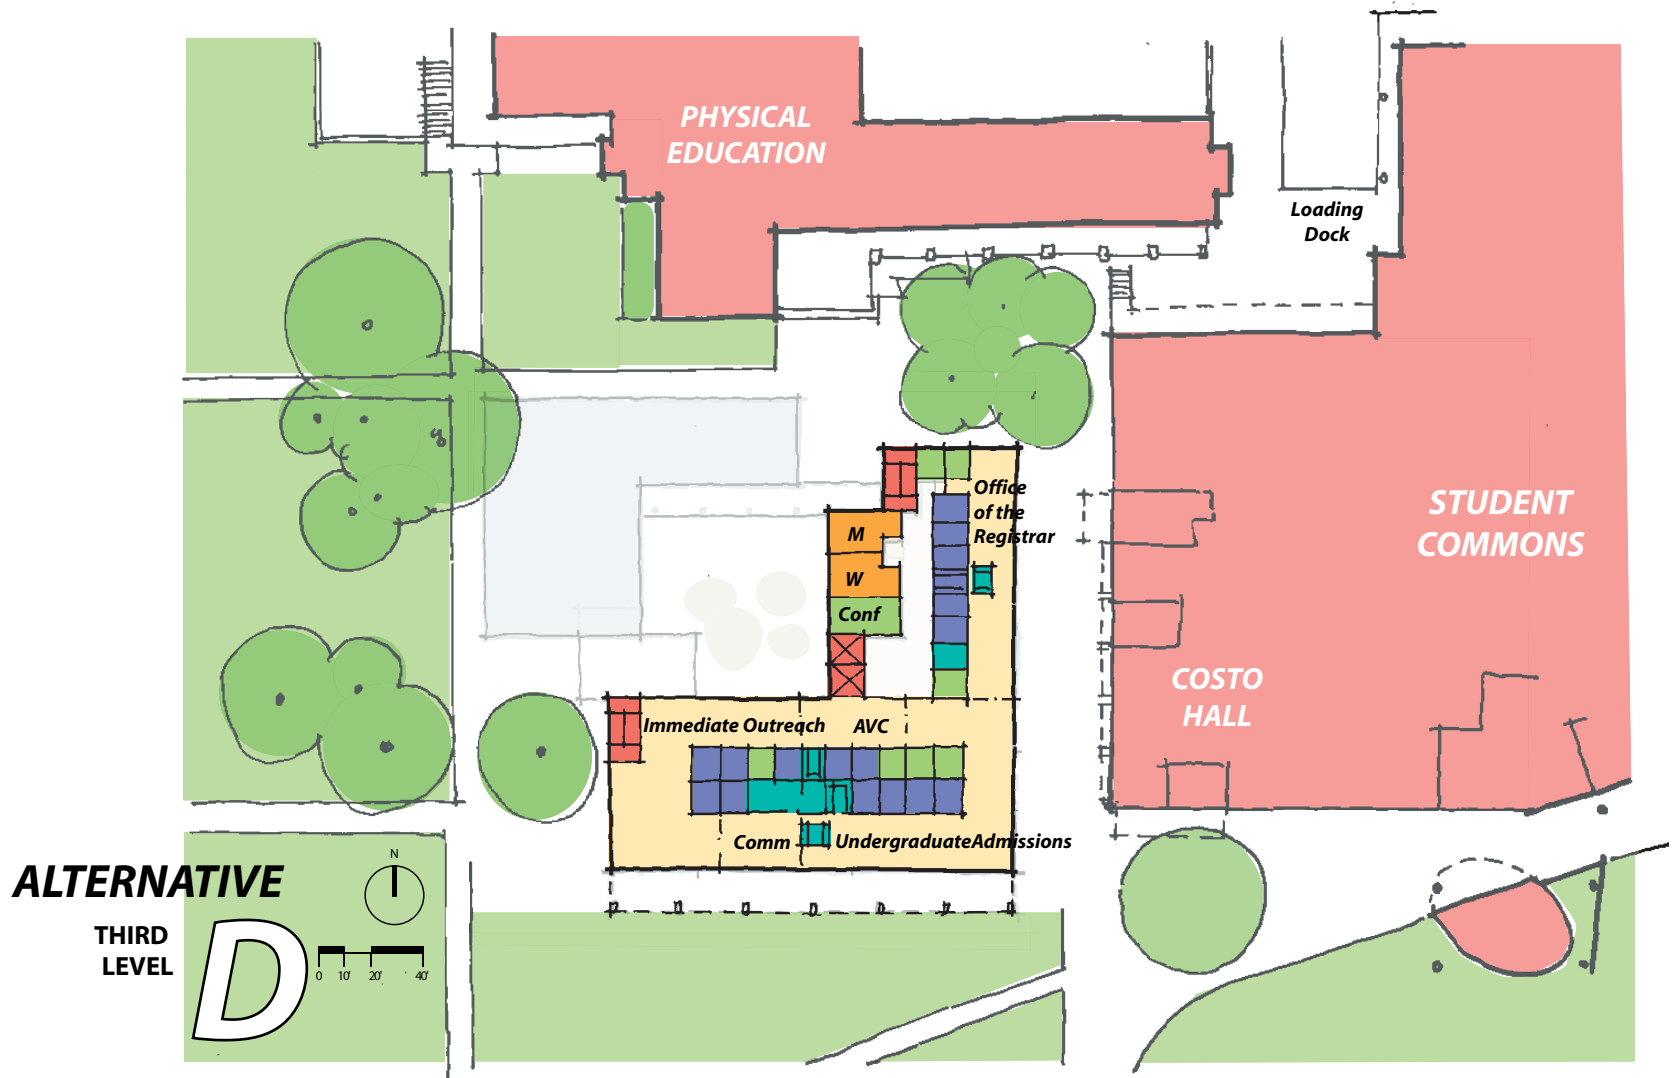 PHYSICAL
EDUCATION
Loading
Dock
Office
of the
Registrar
M
W
Conf
STUDENT
COMMONS
COSTO
HALL
Immediate Outreach
AVC
Comm
UndergraduateAdmissions
ALTERNATIVE
THIRD
LEVEL
D
N
0 10' 20' 40'